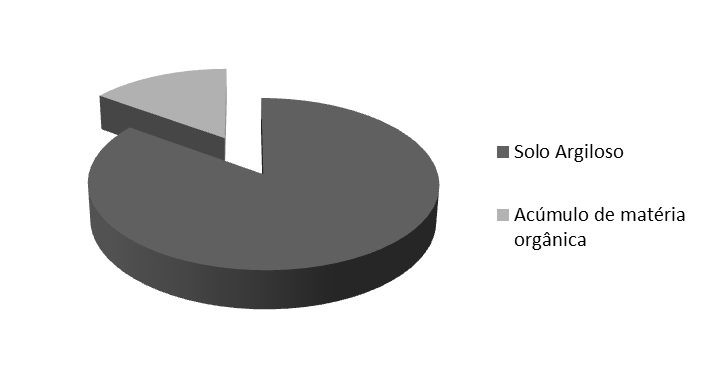 Solo Argiloso
Acúmulo de matéria
orgânica